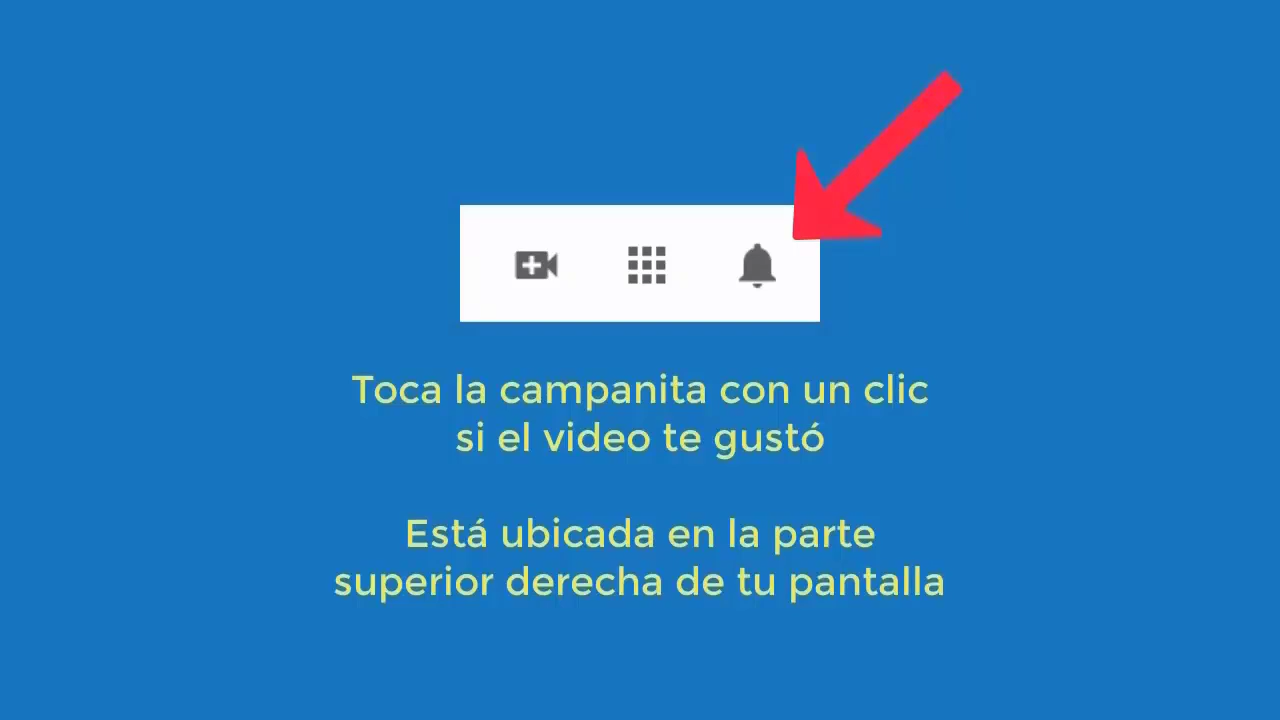 Toca la campanita con un clic
si el video te gustó
Está ubicada en la parte
superior derecha de tu pantalla